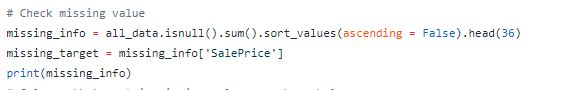 # Check missing value
missing_info = all_data.isnull().sum().sort_values(ascending = False).head(36)
missing_target = missing_info['SalePrice']
print(missing_info)